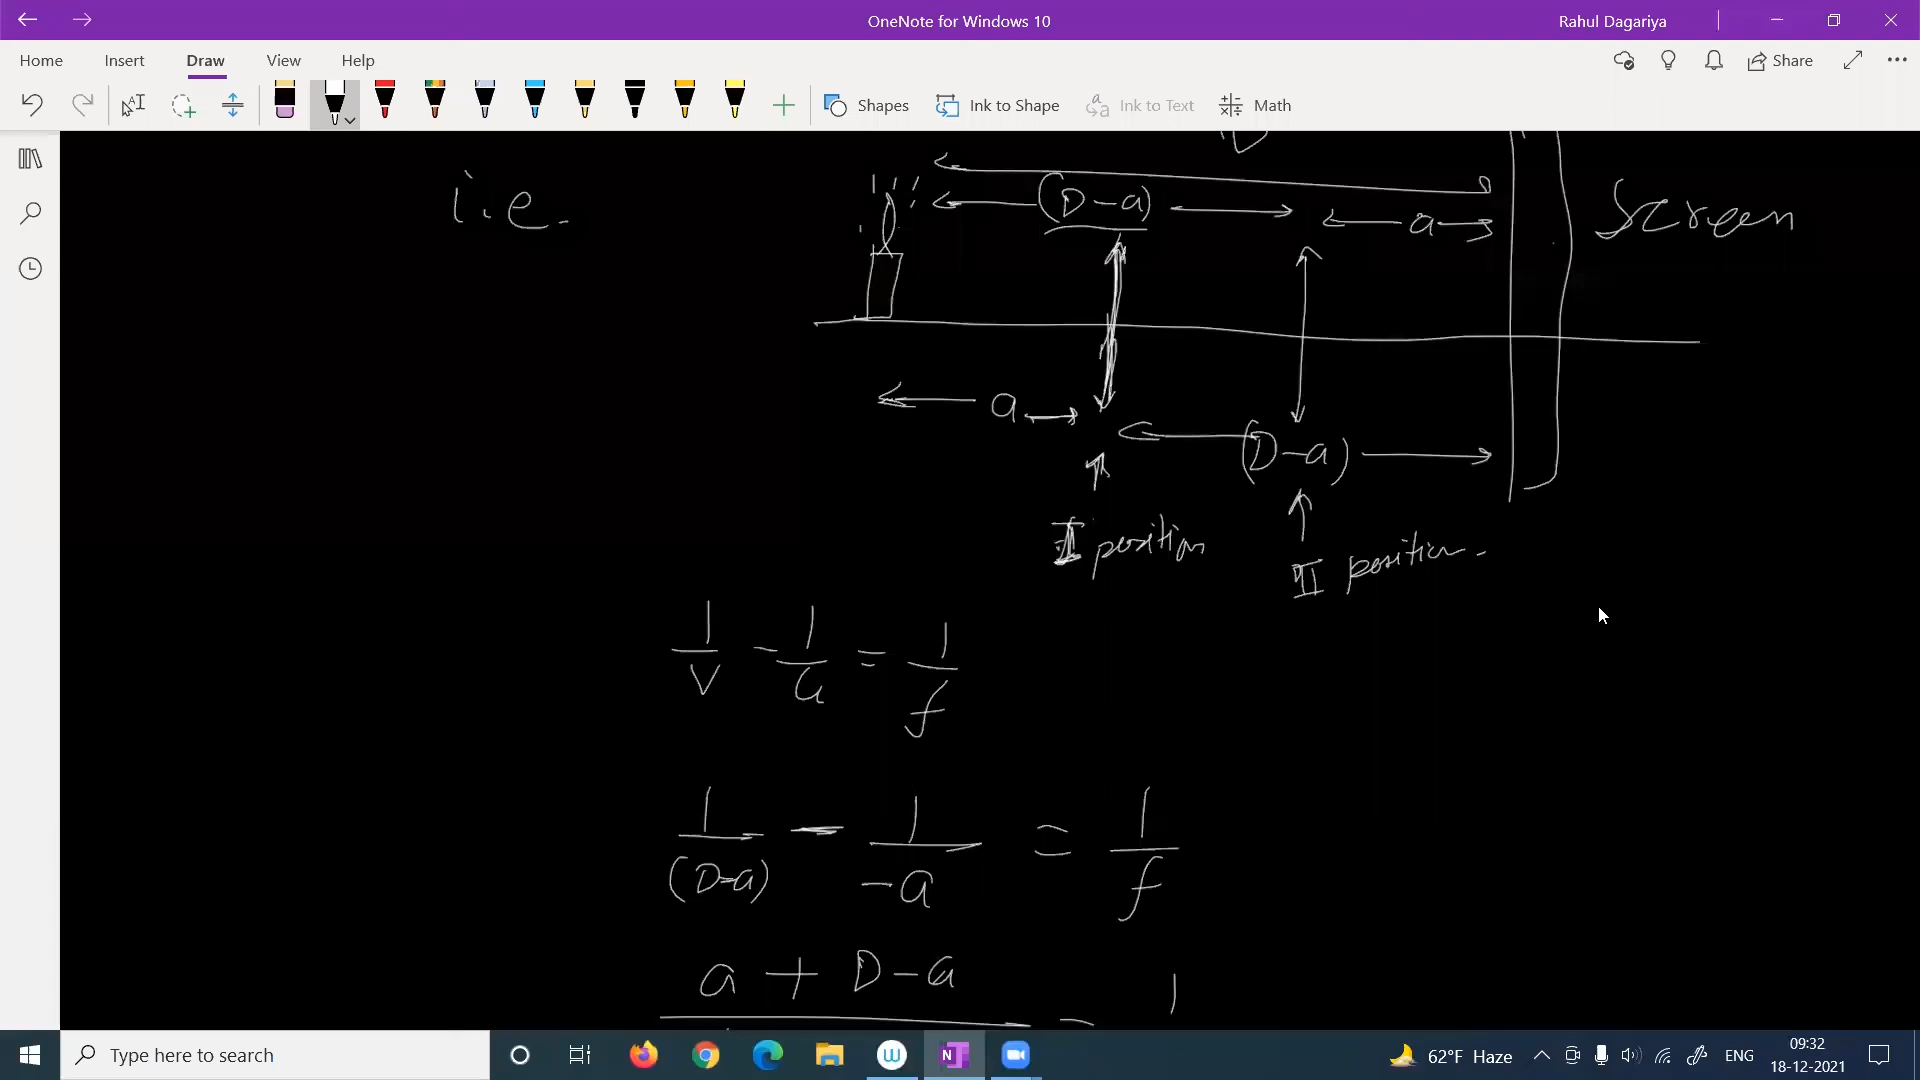 OneNote for Windows 10
Rahul Dagariya
Home Insert Draw View Help
Share
Shapes Ink to Shape Ink to Text Math
i.e.
D
(D-a)
a
Screen
a
(D-a)
I position
II position.
1/v - 1/u = 1/f
1/(D-a) - 1/-a = 1/f
a + D-a = 1
Type here to search
62°F Haze
ENG
09:32
18-12-2021